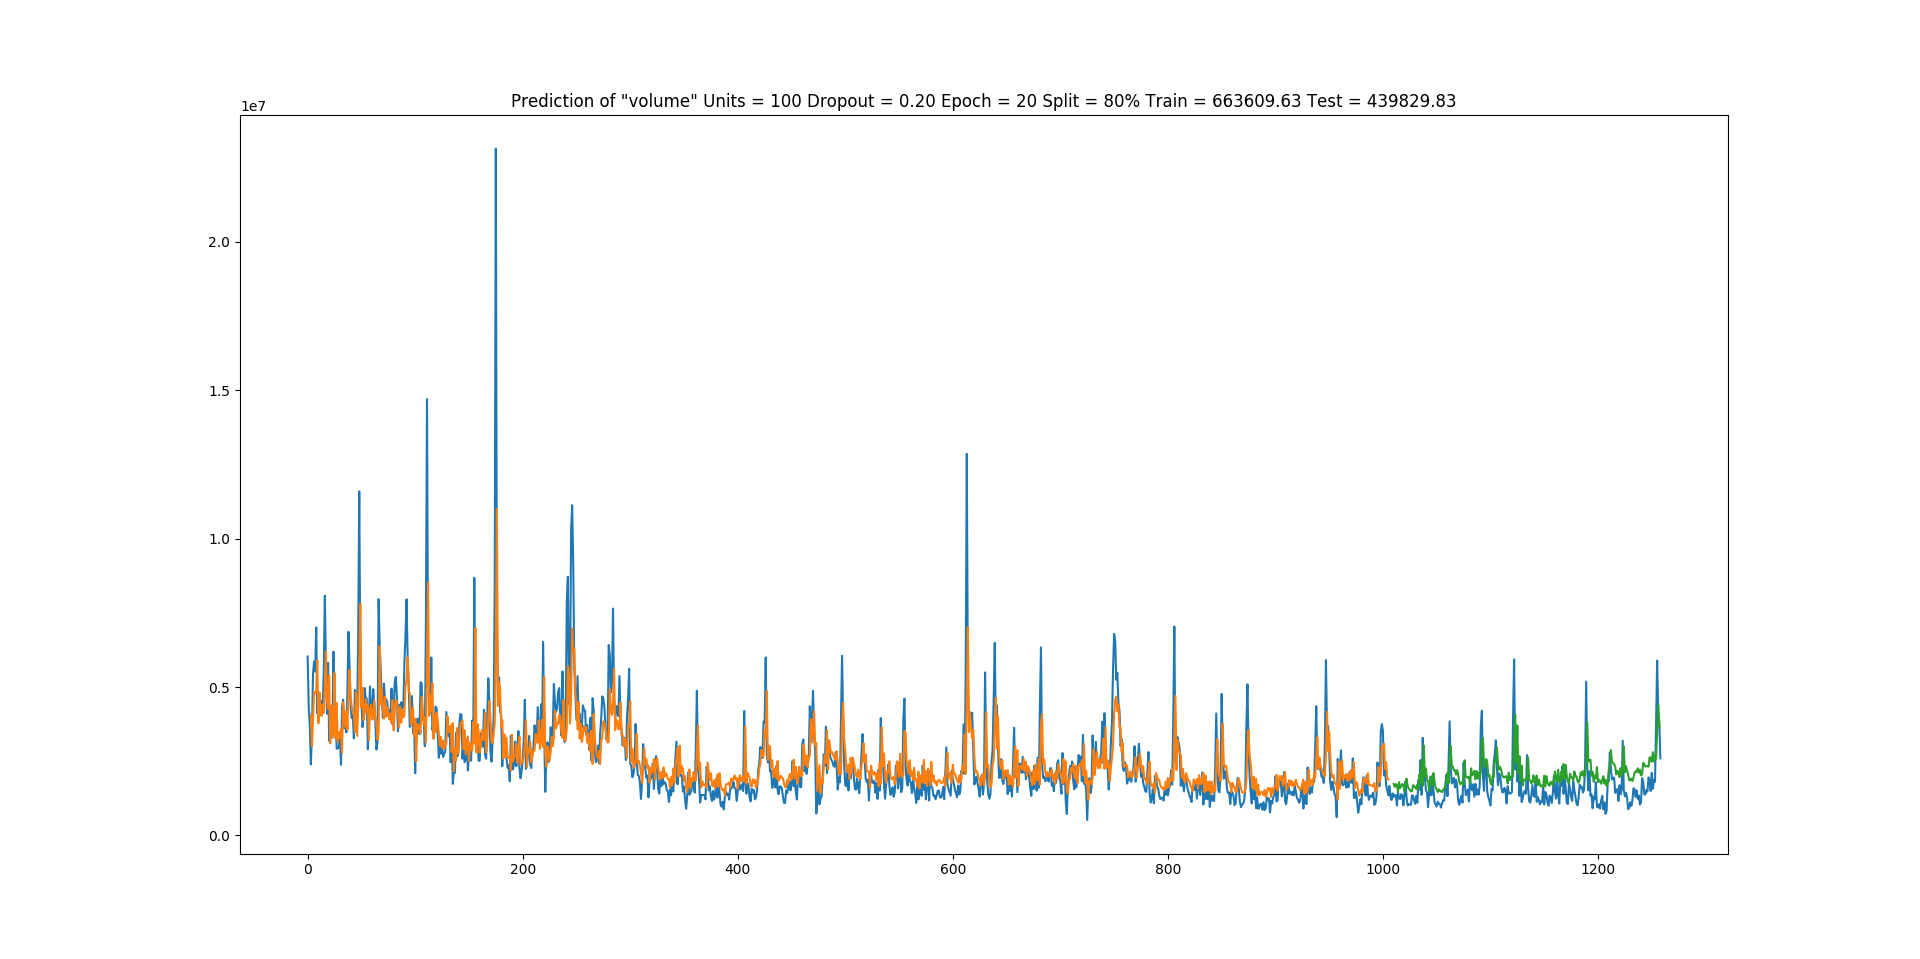 Prediction of "volume" Units = 100 Dropout = 0.20 Epoch = 20 Split = 80% Train = 663609.63 Test = 439829.83
1e7
2.0
1.5
1.0
0.5
0.0
0 200 400 600 800 1000 1200